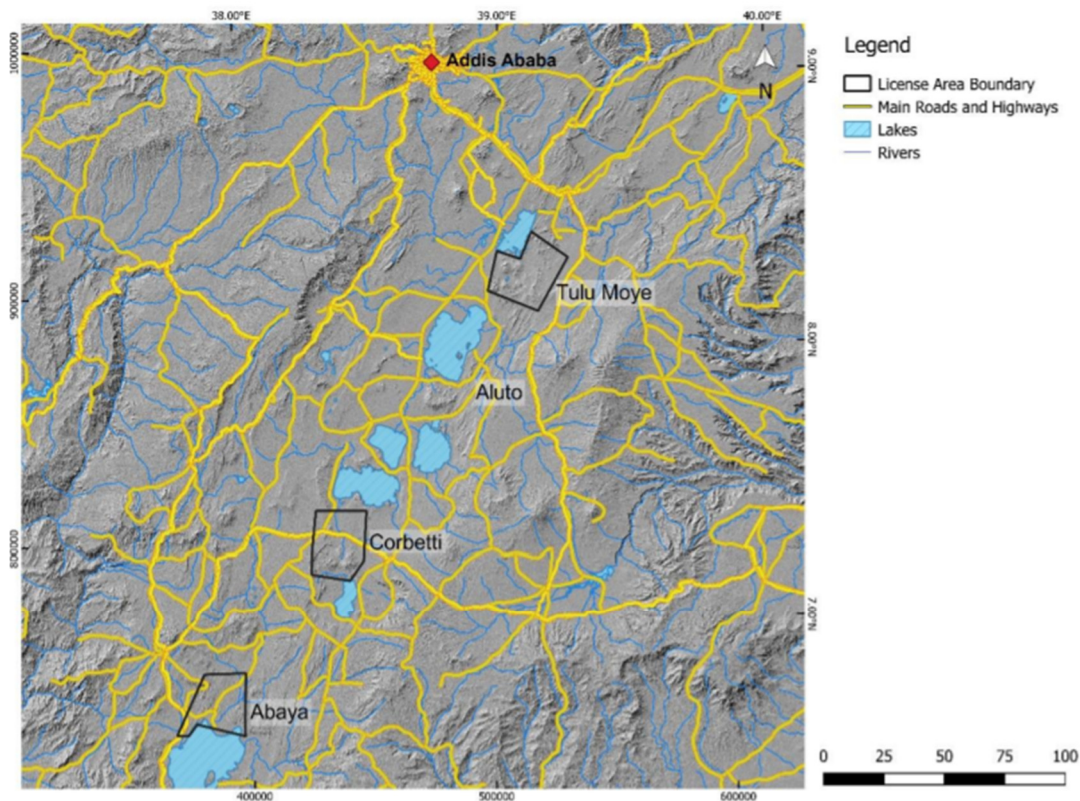 38.00°E 39.00°E 40.00°E
1000000
9.00°N
Addis Ababa
N
Legend
License Area Boundary
Main Roads and Highways
Lakes
Rivers
900000
Tulu Moye
8.00°N
Aluto
800000
Corbetti
7.00°N
Abaya
400000 500000 600000
0 25 50 75 100